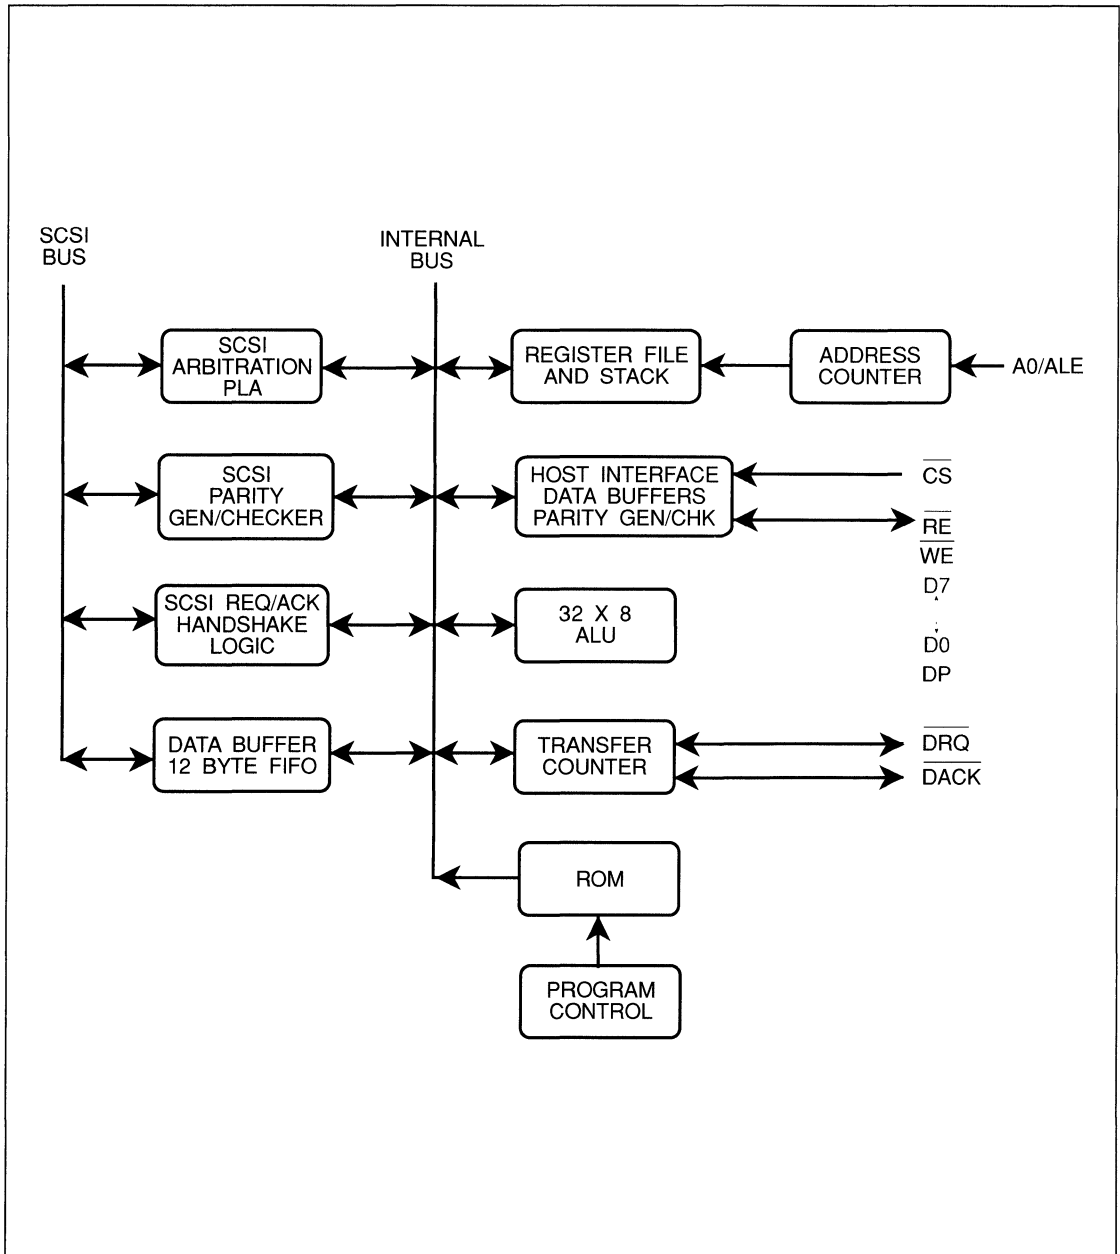 SCSI
BUS
INTERNAL
BUS
SCSI
ARBITRATION
PLA
REGISTER FILE
AND STACK
ADDRESS
COUNTER
A0/ALE
SCSI
PARITY
GEN/CHECKER
HOST INTERFACE
DATA BUFFERS
PARITY GEN/CHK
CS
RE
WE
D7
D0
DP
SCSI REQ/ACK
HANDSHAKE
LOGIC
32 X 8
ALU
DATA BUFFER
12 BYTE FIFO
TRANSFER
COUNTER
DRQ
DACK
ROM
PROGRAM
CONTROL